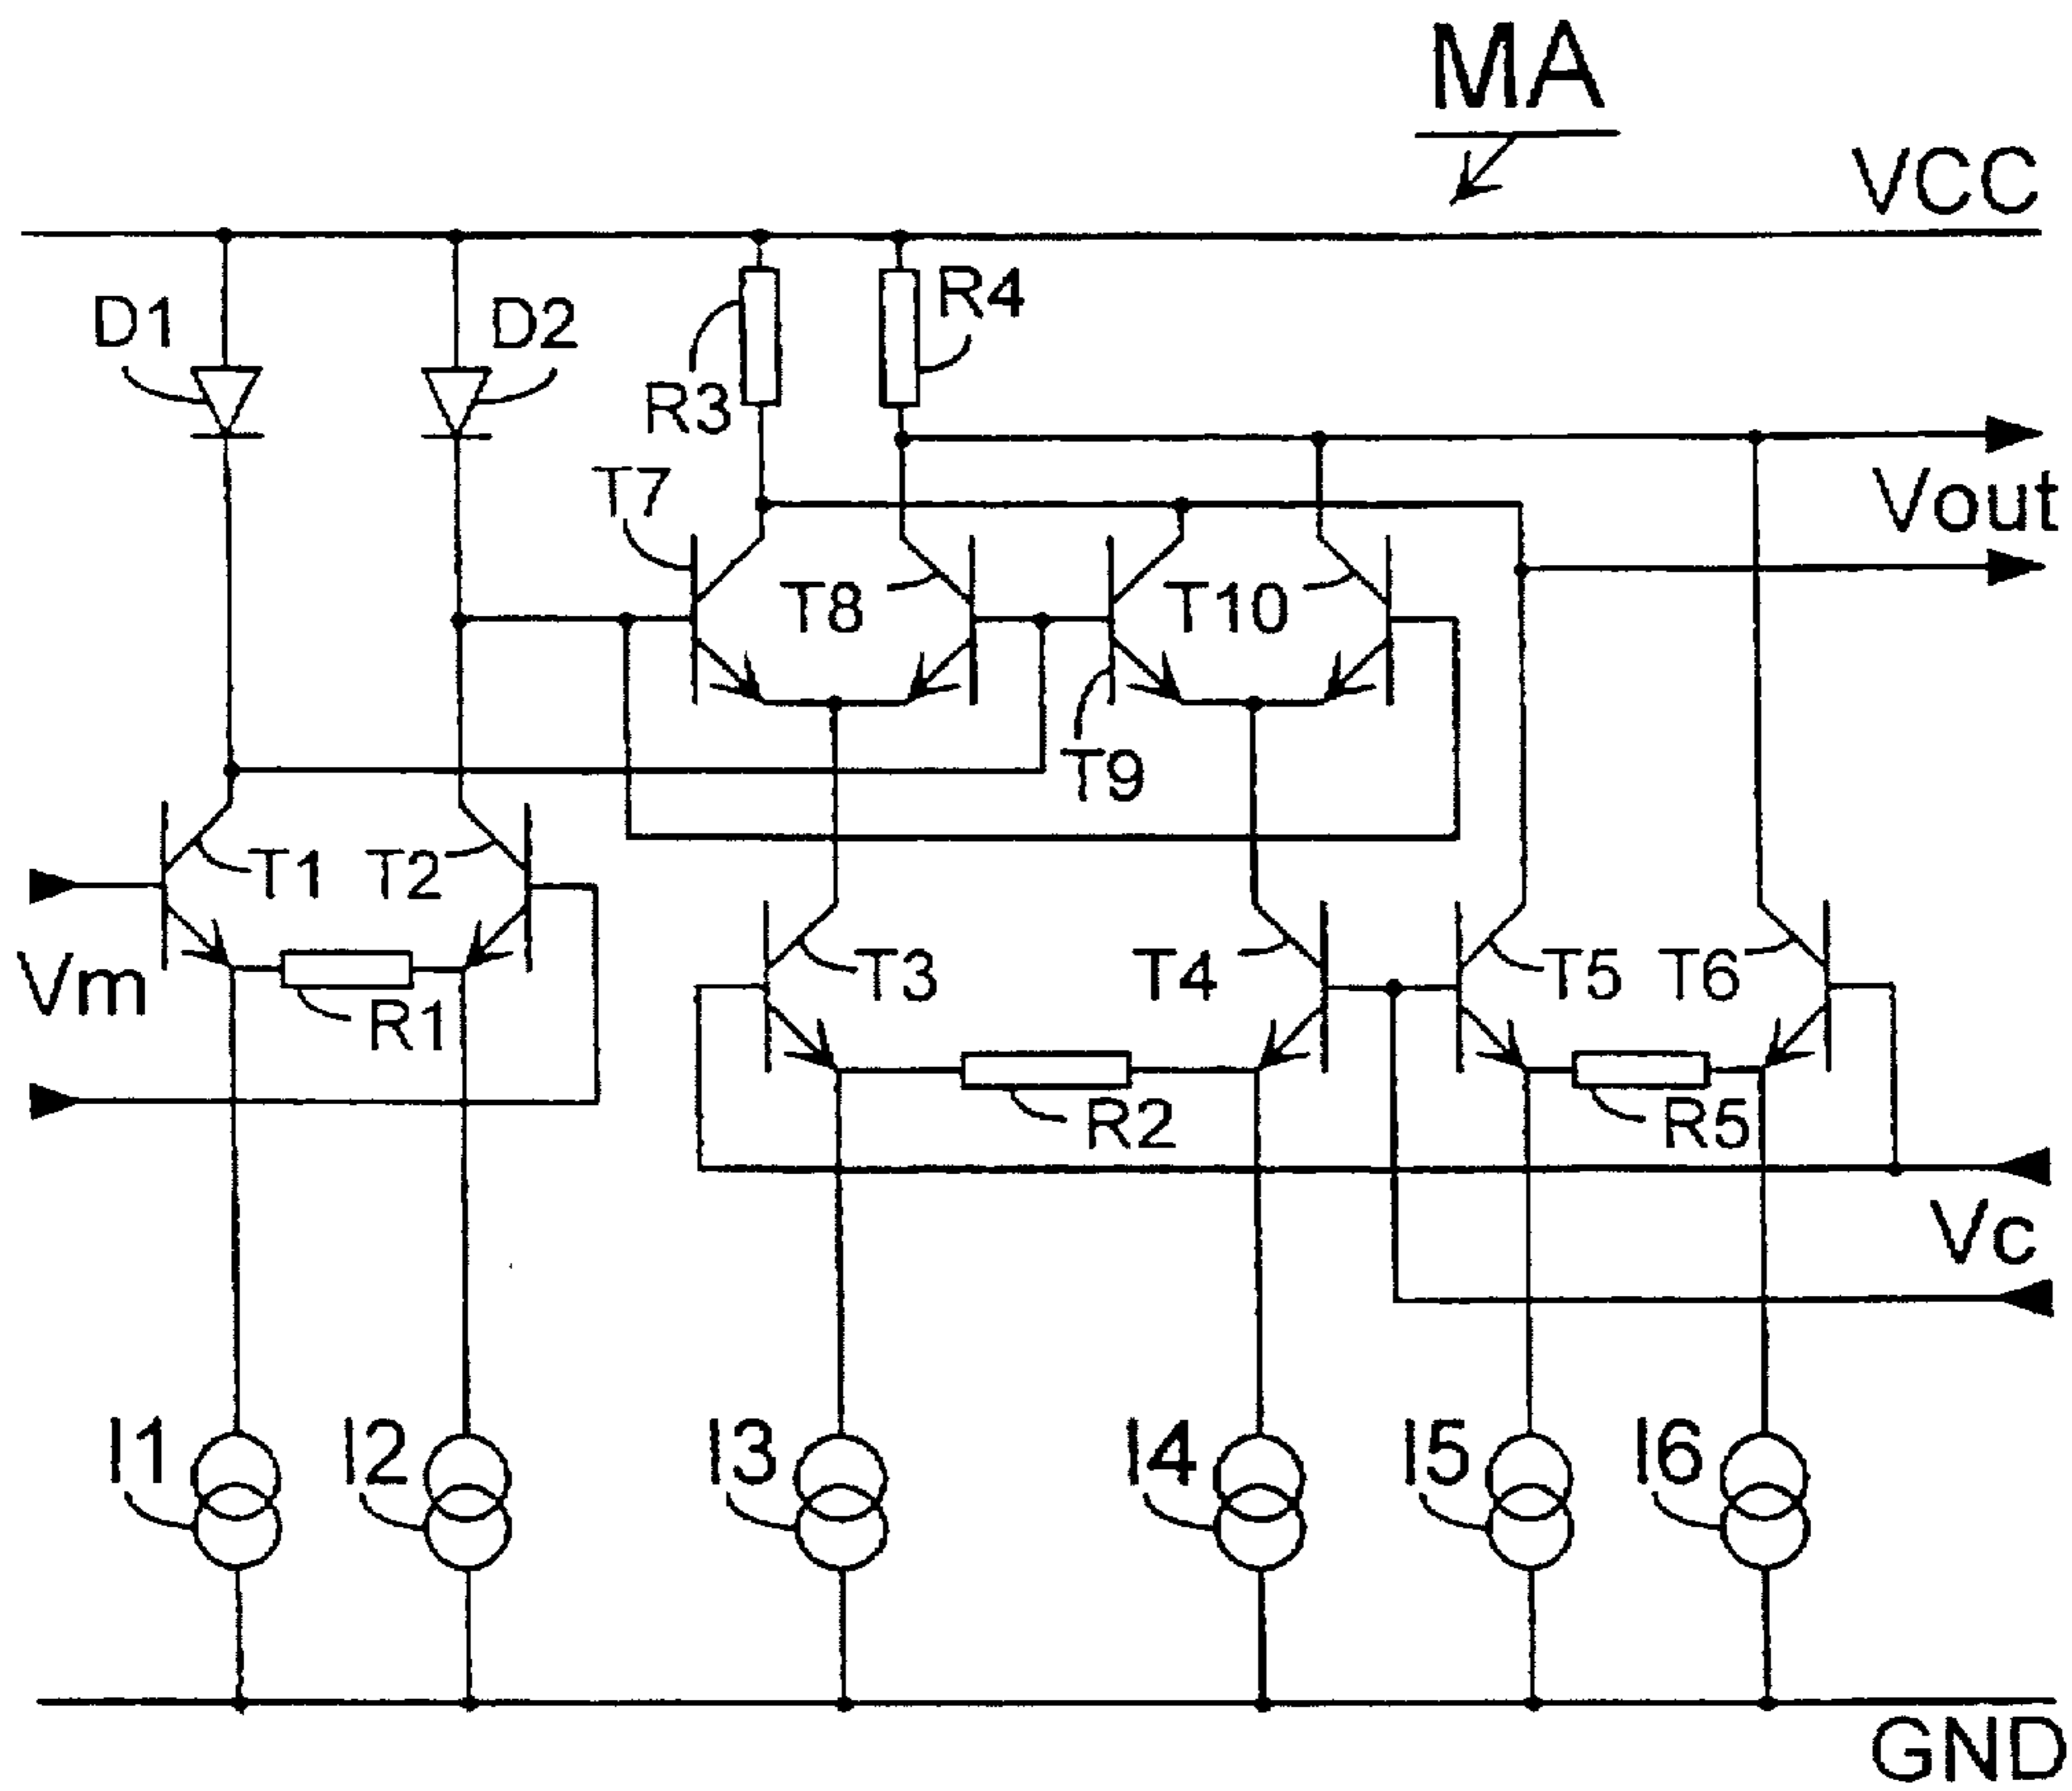 MA
VCC
D1
D2
R3
R4
T7
T8
T10
Vout
T9
T1
T2
T3
T4
T5
T6
Vm
R1
R2
R5
Vc
I1
I2
I3
I4
I5
I6
GND